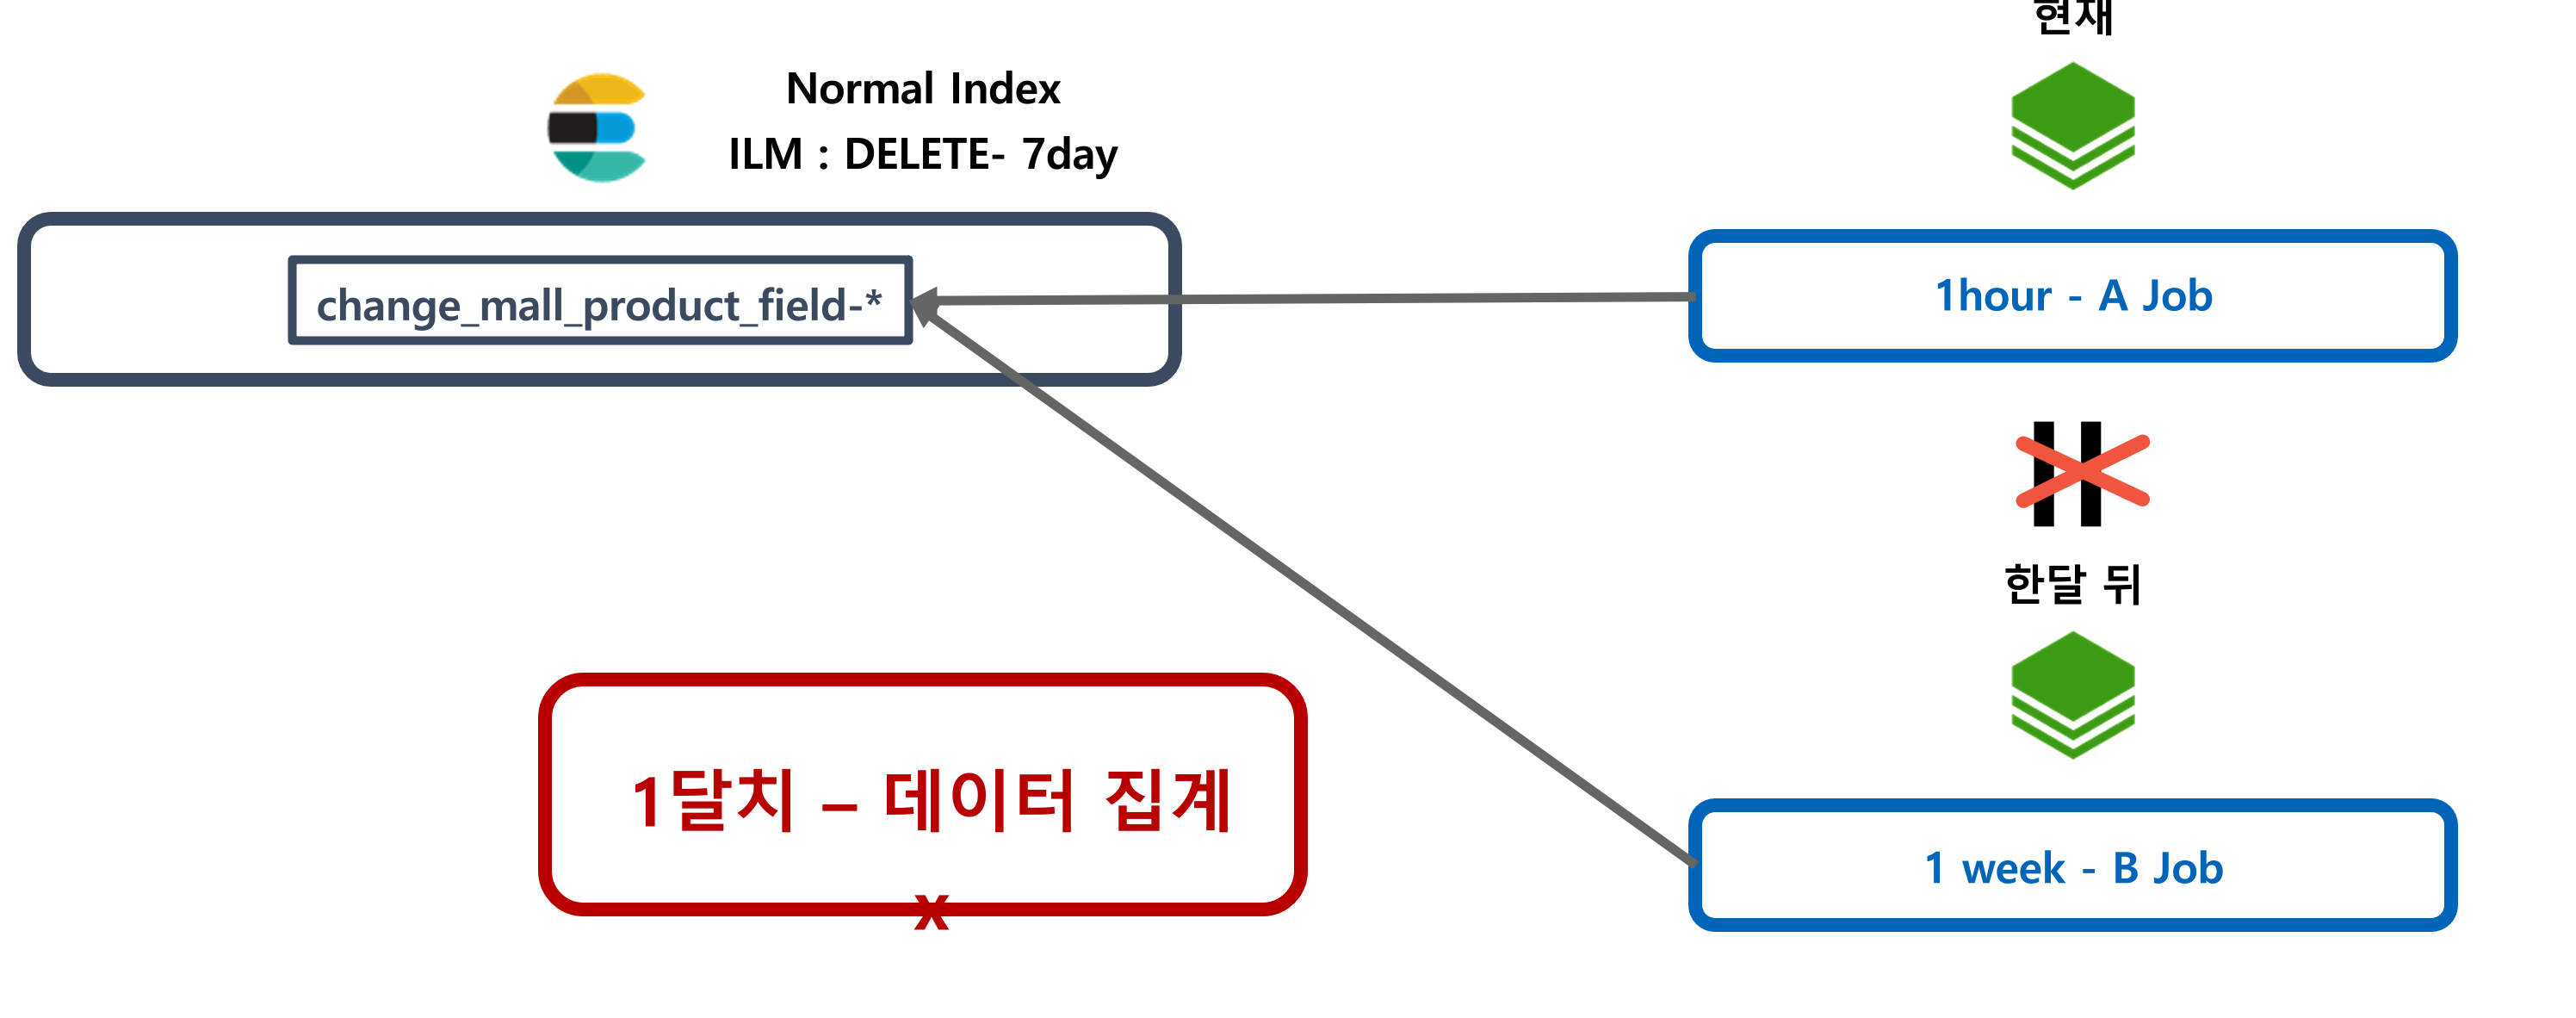 현재
Normal Index
ILM : DELETE- 7day
change_mall_product_field-*
1hour - A Job
한달 뒤
1달치 – 데이터 집계
x
1 week - B Job